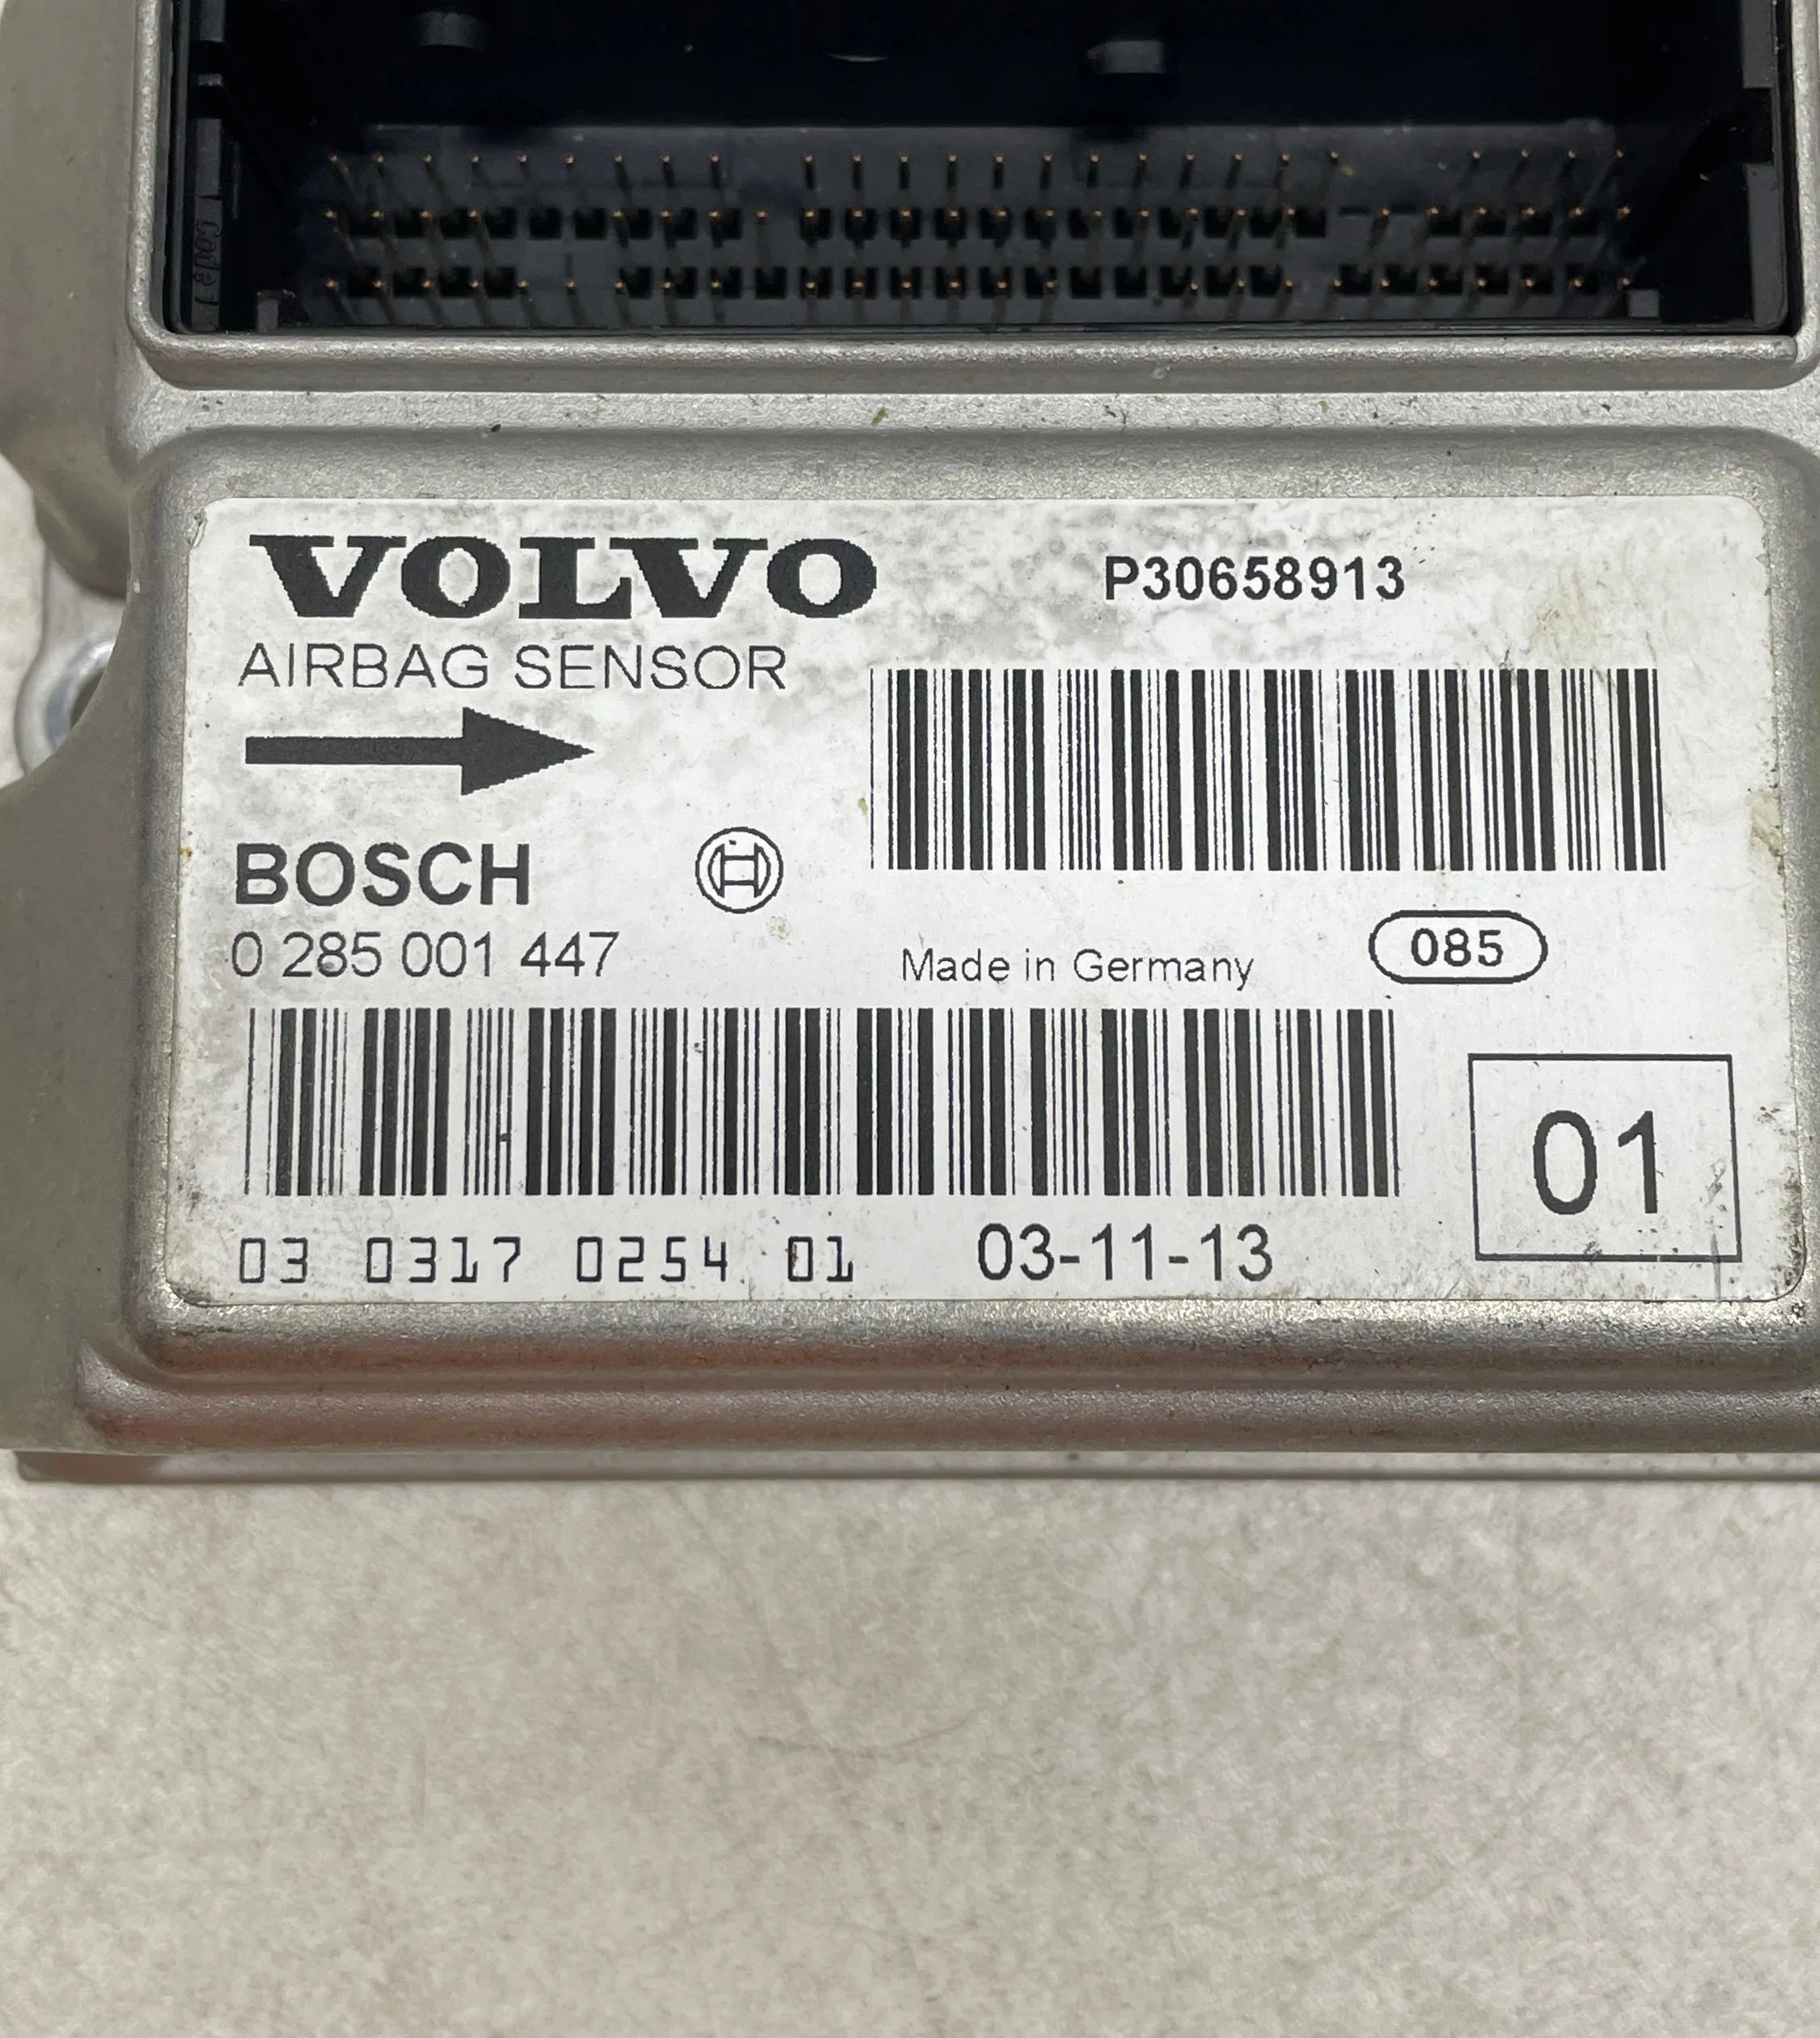 VOLVO
P30658913
AIRBAG SENSOR
BOSCH
0 285 001 447
Made in Germany
085
01
03 0317 0254 01
03-11-13